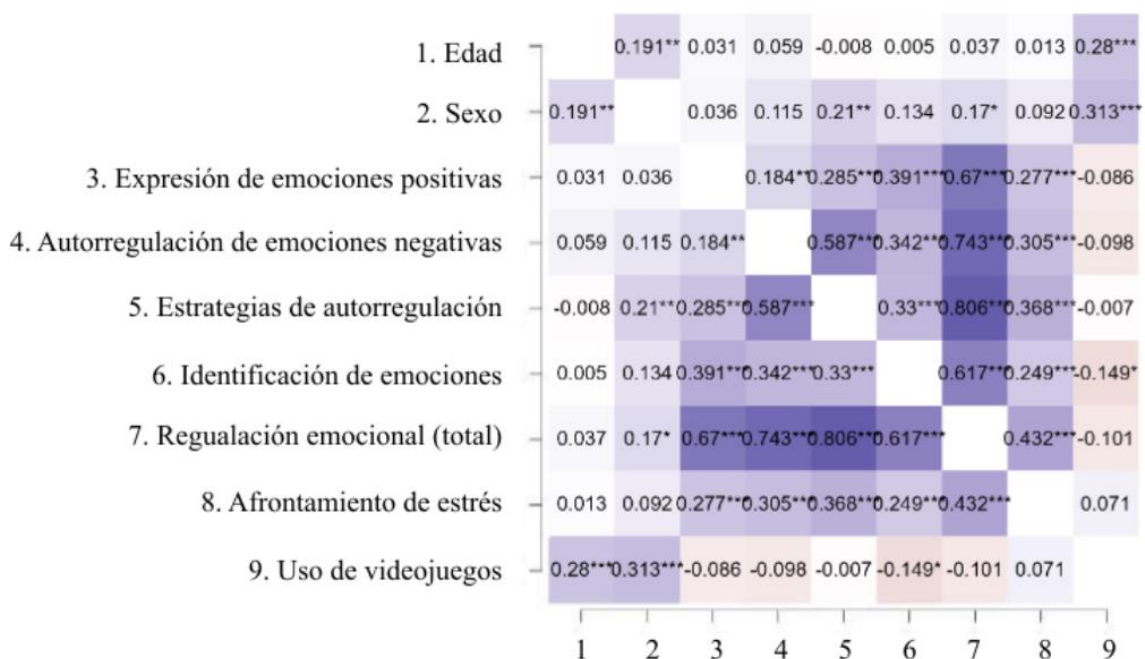 1. Edad 0.191** 0.031 0.059 -0.008 0.005 0.037 0.013 0.28***
2. Sexo 0.191** 0.036 0.115 0.21** 0.134 0.17* 0.092 0.313***
3. Expresión de emociones positivas 0.031 0.036 0.184** 0.285*** 0.391*** 0.67*** 0.277*** -0.086
4. Autorregulación de emociones negativas 0.059 0.115 0.184** 0.587*** 0.342*** 0.743*** 0.305*** -0.098
5. Estrategias de autorregulación -0.008 0.21** 0.285*** 0.587*** 0.33*** 0.806*** 0.368*** -0.007
6. Identificación de emociones 0.005 0.134 0.391*** 0.342*** 0.33*** 0.617*** 0.249*** -0.149*
7. Regualación emocional (total) 0.037 0.17* 0.67*** 0.743*** 0.806*** 0.617*** 0.432*** -0.101
8. Afrontamiento de estrés 0.013 0.092 0.277*** 0.305*** 0.368*** 0.249*** 0.432*** 0.071
9. Uso de videojuegos 0.28*** 0.313*** -0.086 -0.098 -0.007 -0.149* -0.101 0.071
1 2 3 4 5 6 7 8 9